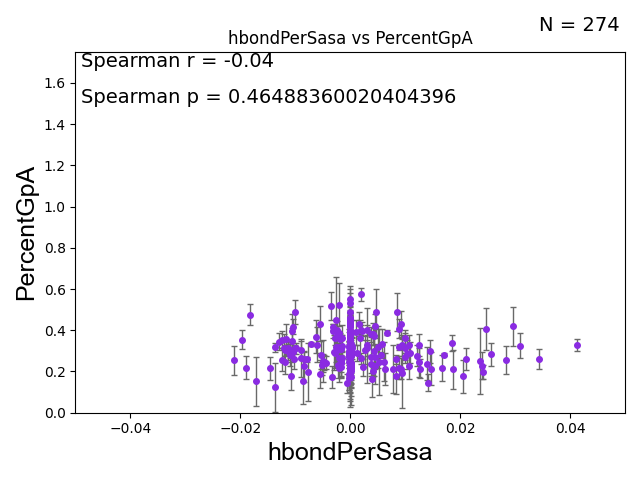 N = 274
hbondPerSasa vs PercentGpA
Spearman r = -0.04
Spearman p = 0.46488360020404396
PercentGpA
1.6
1.4
1.2
1.0
0.8
0.6
0.4
0.2
0.0
−0.04
−0.02
0.00
0.02
0.04
hbondPerSasa